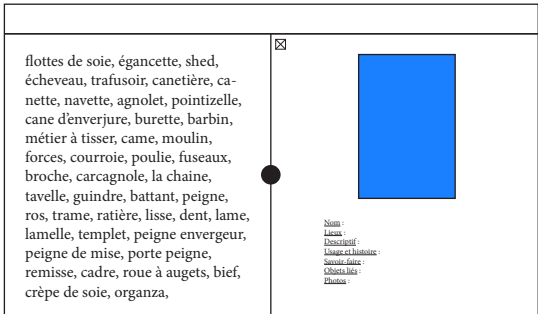 flottes de soie, égancette, shed,
écheveau, trafusoir, canetière, ca-
nette, navette, agnolet, pointizelle,
cane d'enverjure, burette, barbin,
métier à tisser, came, moulin,
forces, courroie, poulie, fuseaux,
broche, carcagnole, la chaine,
tavelle, guindre, battant, peigne,
ros, trame, ratière, lisse, dent, lame,
lamelle, templet, peigne envergeur,
peigne de mise, porte peigne,
remisse, cadre, roue à augets, bief,
crèpe de soie, organza,
Nom :
Lieux :
Descriptif :
Usage et histoire :
Savoir-faire :
Objets liés :
Photos :